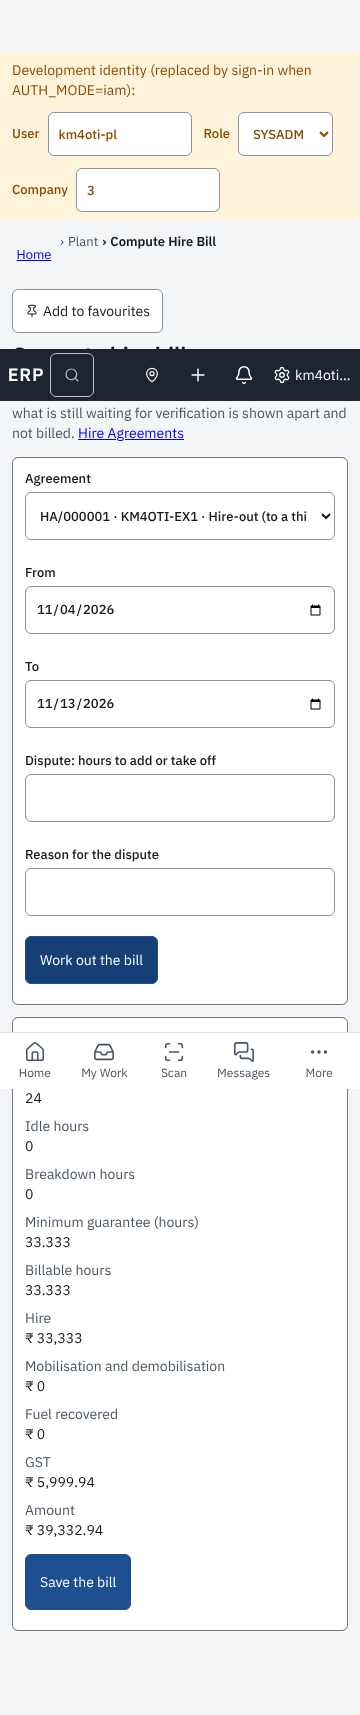 Development identity (replaced by sign-in when
AUTH_MODE=iam):
User km4oti-pl Role SYSADM
Company 3
Home › Plant › Compute Hire Bill
Add to favourites
ERP km4oti...
what is still waiting for verification is shown apart and
not billed. Hire Agreements
Agreement
HA/000001 · KM4OTI-EX1 · Hire-out (to a thi
From
11/04/2026
To
11/13/2026
Dispute: hours to add or take off
Reason for the dispute
Work out the bill
Home My Work Scan Messages More
24
Idle hours
0
Breakdown hours
0
Minimum guarantee (hours)
33.333
Billable hours
33.333
Hire
₹ 33,333
Mobilisation and demobilisation
₹ 0
Fuel recovered
₹ 0
GST
₹ 5,999.94
Amount
₹ 39,332.94
Save the bill